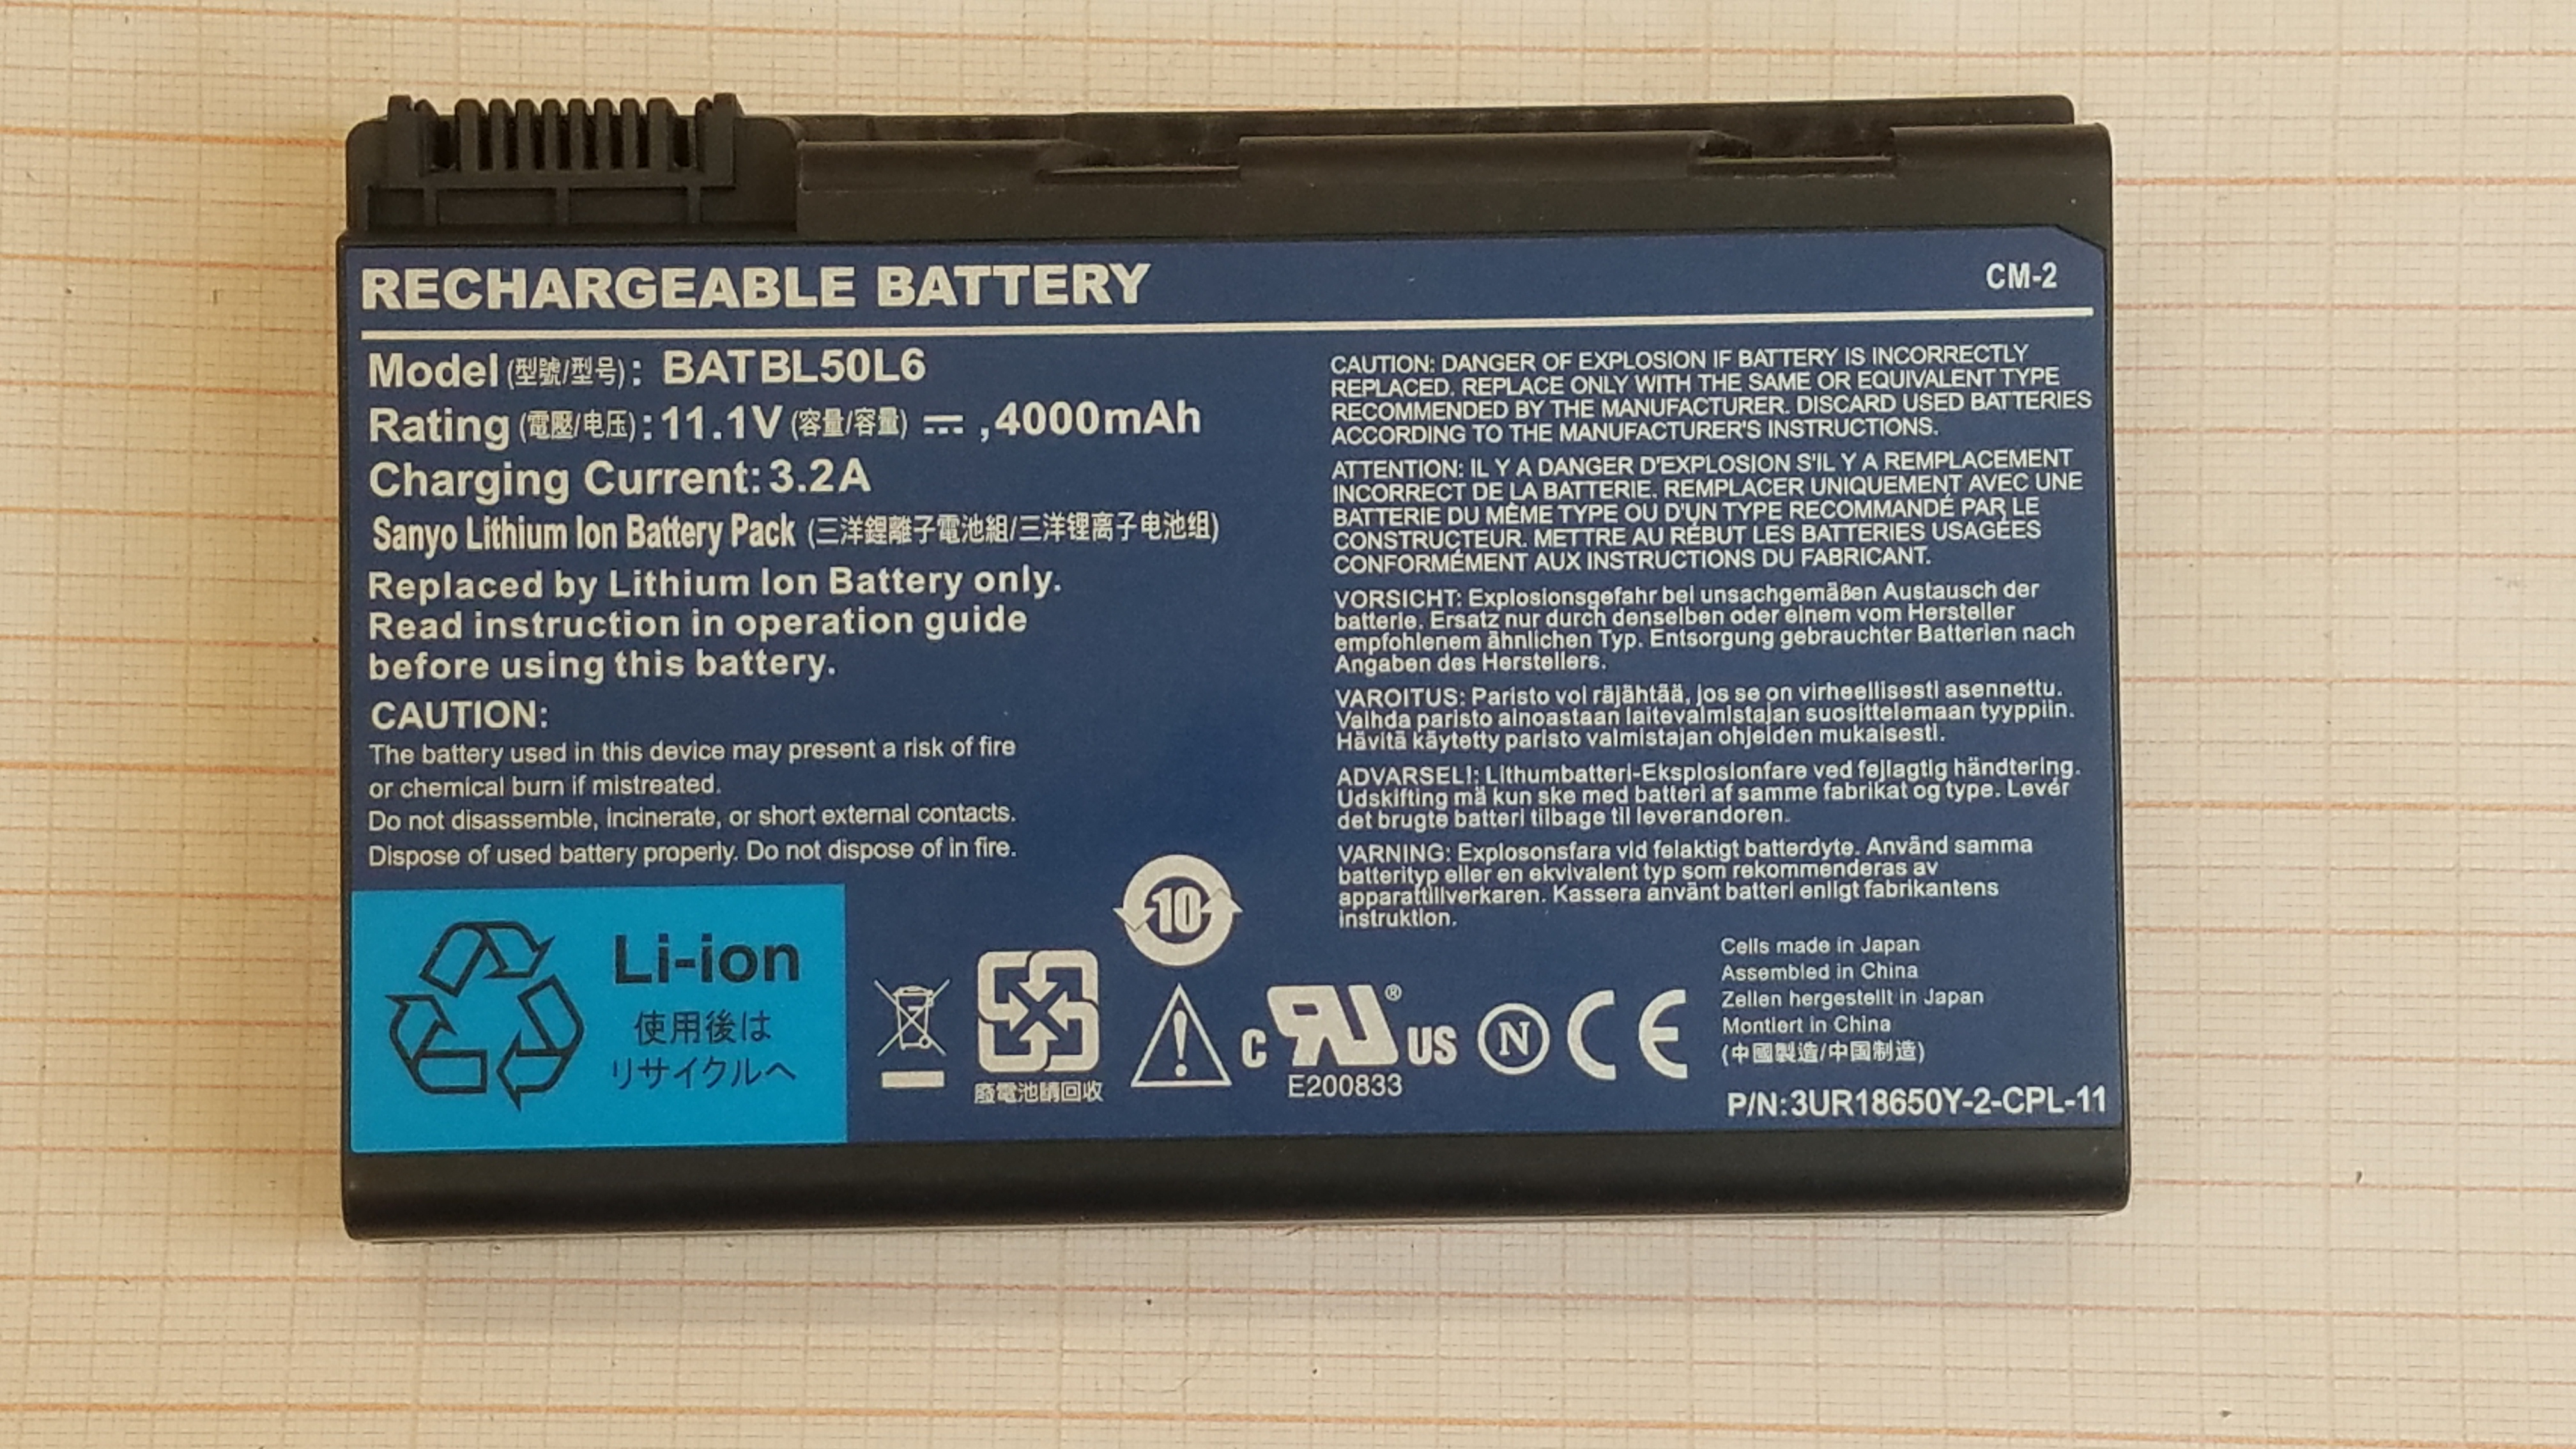 RECHARGEABLE BATTERY
CM-2
Model (型號/型号): BATBL50L6
Rating (電壓/电压): 11.1V (容量/容量) ⎓ ,4000mAh
Charging Current: 3.2A
Sanyo Lithium Ion Battery Pack (三洋鋰離子電池組/三洋锂离子电池组)
Replaced by Lithium Ion Battery only.
Read instruction in operation guide
before using this battery.
CAUTION:
The battery used in this device may present a risk of fire
or chemical burn if mistreated.
Do not disassemble, incinerate, or short external contacts.
Dispose of used battery properly. Do not dispose of in fire.
CAUTION: DANGER OF EXPLOSION IF BATTERY IS INCORRECTLY
REPLACED. REPLACE ONLY WITH THE SAME OR EQUIVALENT TYPE
RECOMMENDED BY THE MANUFACTURER. DISCARD USED BATTERIES
ACCORDING TO THE MANUFACTURER'S INSTRUCTIONS.
ATTENTION: IL Y A DANGER D'EXPLOSION S'IL Y A REMPLACEMENT
INCORRECT DE LA BATTERIE. REMPLACER UNIQUEMENT AVEC UNE
BATTERIE DU MÊME TYPE OU D'UN TYPE RECOMMANDÉ PAR LE
CONSTRUCTEUR. METTRE AU RÉBUT LES BATTERIES USAGÉES
CONFORMÉMENT AUX INSTRUCTIONS DU FABRICANT.
VORSICHT: Explosionsgefahr bei unsachgemäßen Austausch der
batterie. Ersatz nur durch denselben oder einem vom Hersteller
empfohlenem ähnlichen Typ. Entsorgung gebrauchter Batterien nach
Angaben des Herstellers.
VAROITUS: Paristo voi räjähtää, jos se on virheellisesti asennettu.
Vaihda paristo ainoastaan laitevalmistajan suosittelemaan tyyppiin.
Hävitä käytetty paristo valmistajan ohjeiden mukaisesti.
ADVARSEL!: Lithumbatteri-Eksplosionfare ved fejlagtig händtering.
Udskifting mä kun ske med batteri af samme fabrikat og type. Levér
det brugte batteri tilbage til leverandoren.
VARNING: Explosonsfara vid felaktigt batterdyte. Använd samma
batterityp eller en ekvivalent typ som rekommenderas av
apparattillverkaren. Kassera använt batteri enligt fabrikantens
instruktion.
Li-ion
使用後は
リサイクルへ
廢電池請回收
10
c RU® US
E200833
N
CE
Cells made in Japan
Assembled in China
Zellen hergestellt in Japan
Montiert in China
(中國製造/中国制造)
P/N:3UR18650Y-2-CPL-11